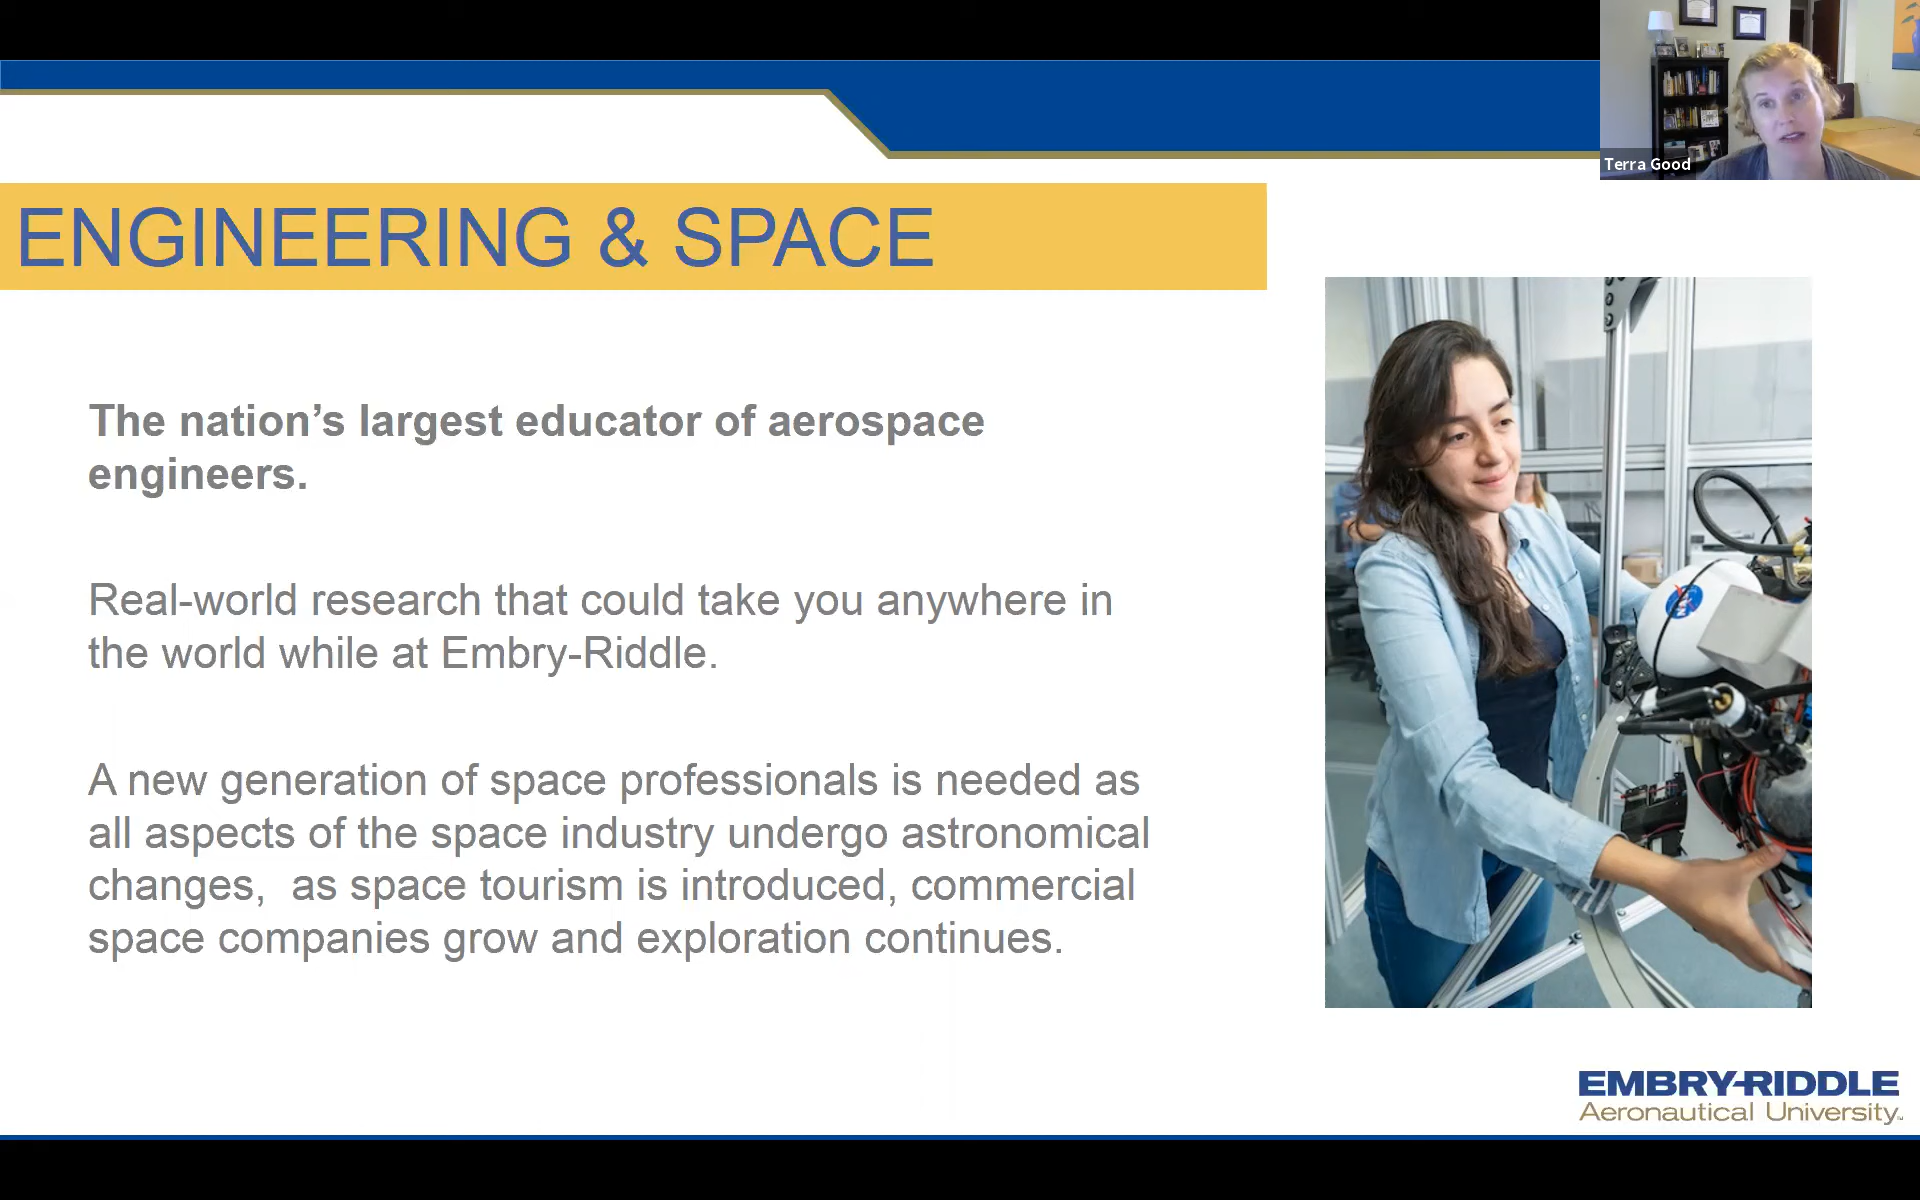 Terra Good
ENGINEERING & SPACE
The nation’s largest educator of aerospace
engineers.
Real-world research that could take you anywhere in
the world while at Embry-Riddle.
A new generation of space professionals is needed as
all aspects of the space industry undergo astronomical
changes,  as space tourism is introduced, commercial
space companies grow and exploration continues.
NASA
EMBRY-RIDDLE
Aeronautical University™